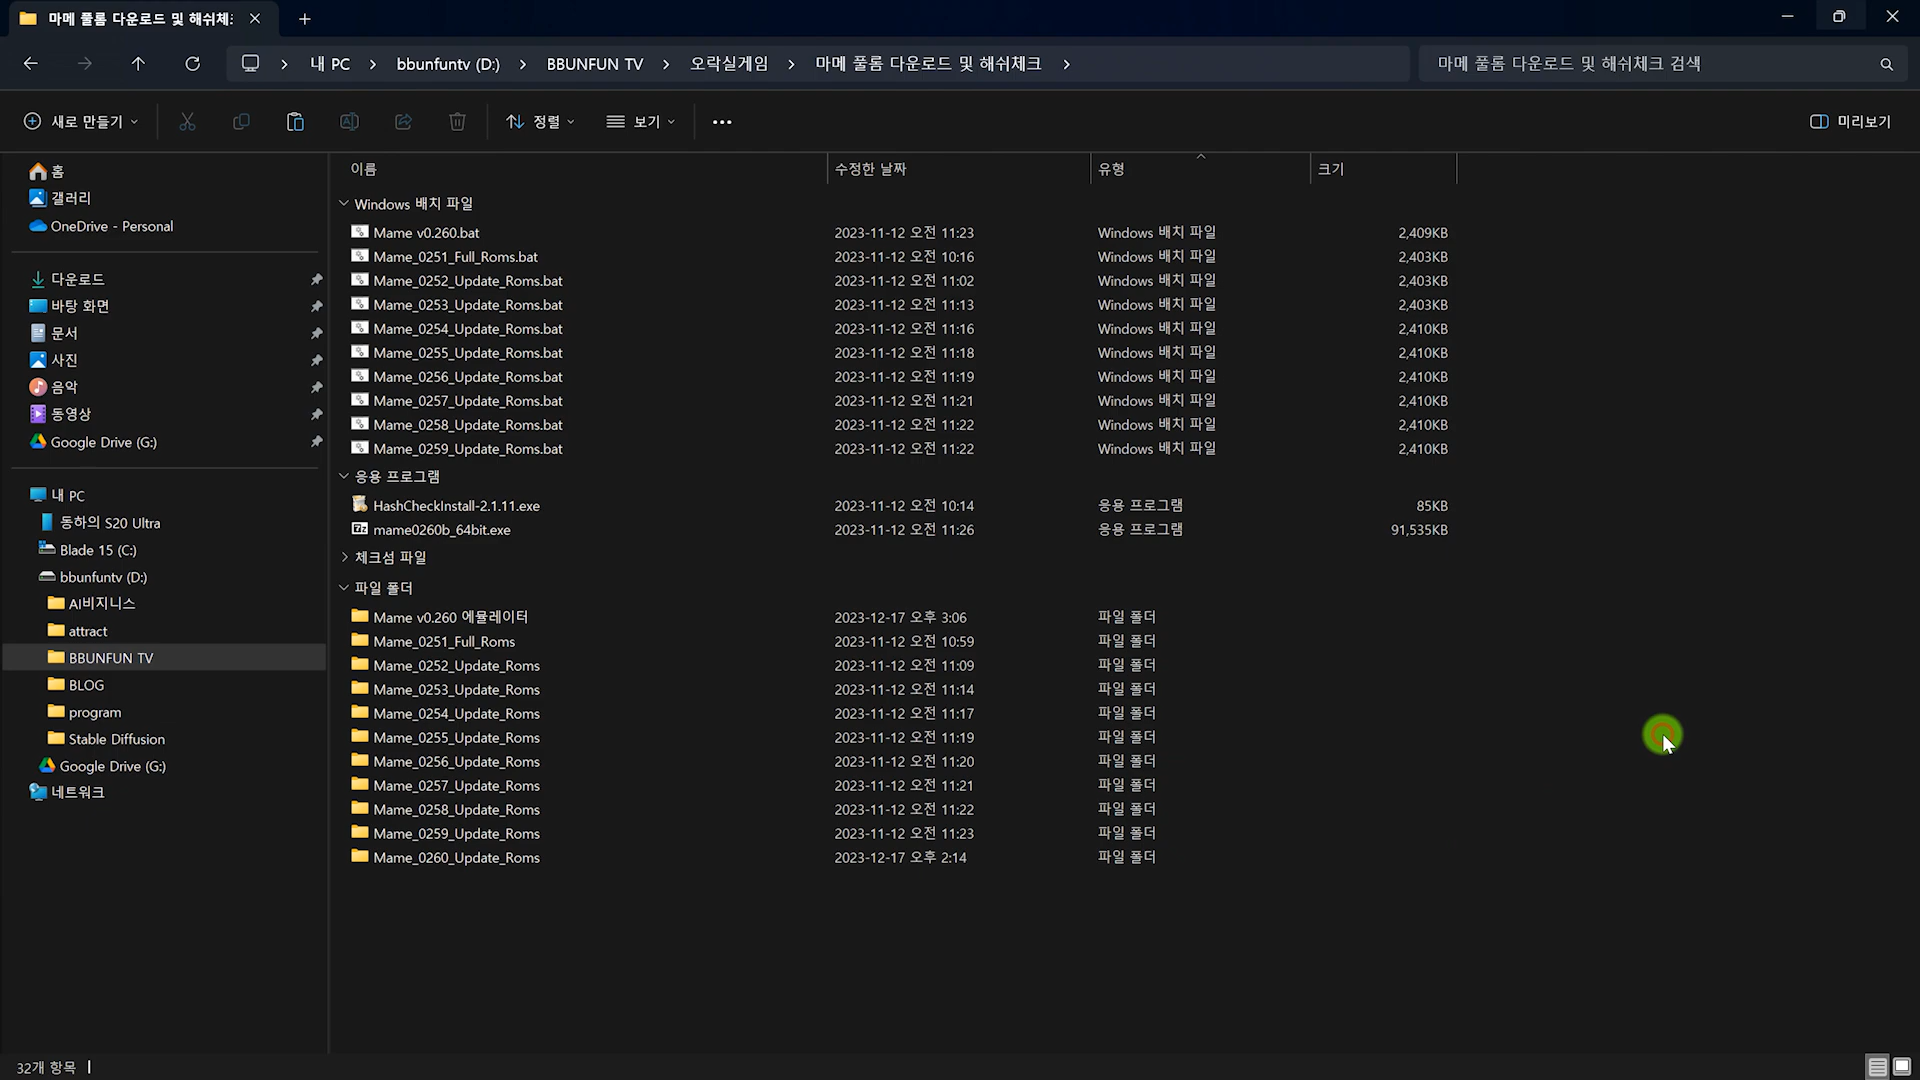 마메 풀롬 다운로드 및 해쉬체
내 PC > bbunfuntv (D:) > BBUNFUN TV > 오락실게임 > 마메 풀롬 다운로드 및 해쉬체크 >
마메 풀롬 다운로드 및 해쉬체크 검색
새로 만들기
정렬
보기
미리보기
홈
갤러리
OneDrive - Personal
다운로드
바탕 화면
문서
사진
음악
동영상
Google Drive (G:)
내 PC
동하의 S20 Ultra
Blade 15 (C:)
bbunfuntv (D:)
AI비지니스
attract
BBUNFUN TV
BLOG
program
Stable Diffusion
Google Drive (G:)
네트워크
이름 수정한 날짜 유형 크기
Windows 배치 파일
Mame v0.260.bat 2023-11-12 오전 11:23 Windows 배치 파일 2,409KB
Mame_0251_Full_Roms.bat 2023-11-12 오전 10:16 Windows 배치 파일 2,403KB
Mame_0252_Update_Roms.bat 2023-11-12 오전 11:02 Windows 배치 파일 2,403KB
Mame_0253_Update_Roms.bat 2023-11-12 오전 11:13 Windows 배치 파일 2,403KB
Mame_0254_Update_Roms.bat 2023-11-12 오전 11:16 Windows 배치 파일 2,410KB
Mame_0255_Update_Roms.bat 2023-11-12 오전 11:18 Windows 배치 파일 2,410KB
Mame_0256_Update_Roms.bat 2023-11-12 오전 11:19 Windows 배치 파일 2,410KB
Mame_0257_Update_Roms.bat 2023-11-12 오전 11:21 Windows 배치 파일 2,410KB
Mame_0258_Update_Roms.bat 2023-11-12 오전 11:22 Windows 배치 파일 2,410KB
Mame_0259_Update_Roms.bat 2023-11-12 오전 11:22 Windows 배치 파일 2,410KB
응용 프로그램
HashCheckInstall-2.1.11.exe 2023-11-12 오전 10:14 응용 프로그램 85KB
mame0260b_64bit.exe 2023-11-12 오전 11:26 응용 프로그램 91,535KB
체크섬 파일
파일 폴더
Mame v0.260 에뮬레이터 2023-12-17 오후 3:06 파일 폴더
Mame_0251_Full_Roms 2023-11-12 오전 10:59 파일 폴더
Mame_0252_Update_Roms 2023-11-12 오전 11:09 파일 폴더
Mame_0253_Update_Roms 2023-11-12 오전 11:14 파일 폴더
Mame_0254_Update_Roms 2023-11-12 오전 11:17 파일 폴더
Mame_0255_Update_Roms 2023-11-12 오전 11:19 파일 폴더
Mame_0256_Update_Roms 2023-11-12 오전 11:20 파일 폴더
Mame_0257_Update_Roms 2023-11-12 오전 11:21 파일 폴더
Mame_0258_Update_Roms 2023-11-12 오전 11:22 파일 폴더
Mame_0259_Update_Roms 2023-11-12 오전 11:23 파일 폴더
Mame_0260_Update_Roms 2023-12-17 오후 2:14 파일 폴더
32개 항목